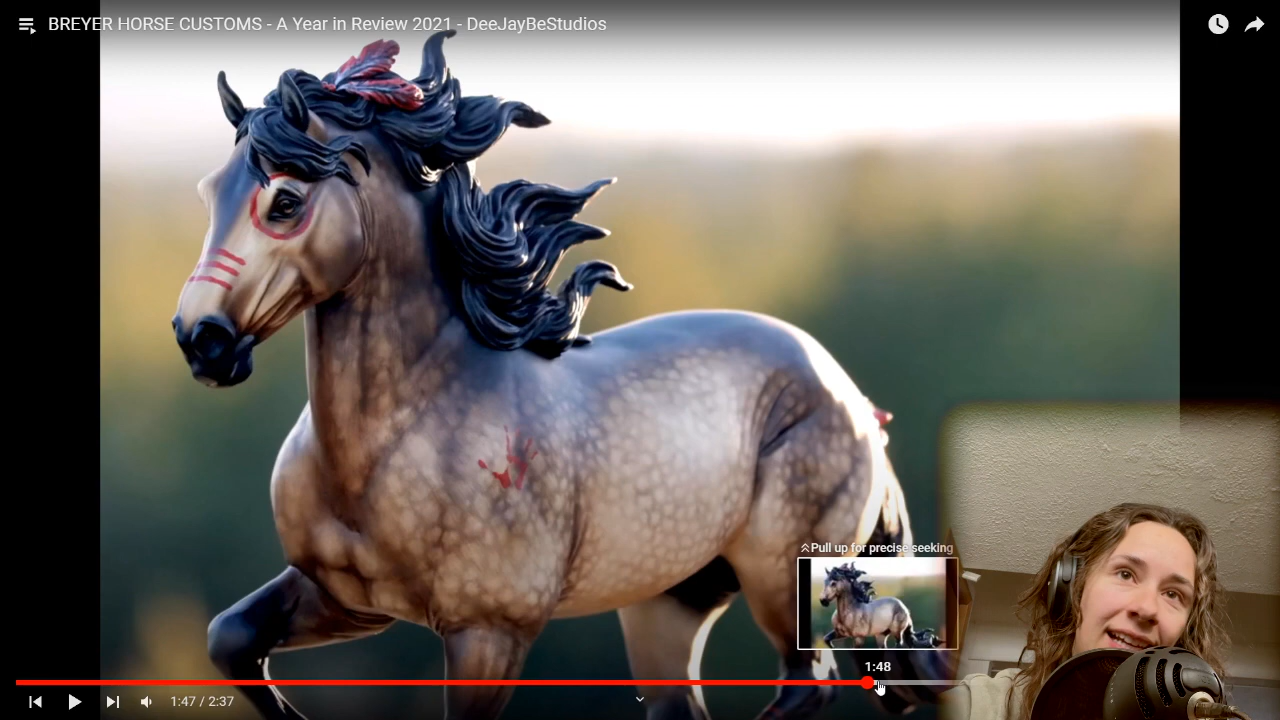 BREYER HORSE CUSTOMS - A Year in Review 2021 - DeeJayBeStudios
Pull up for precise seeking
1:48
1:47 / 2:37